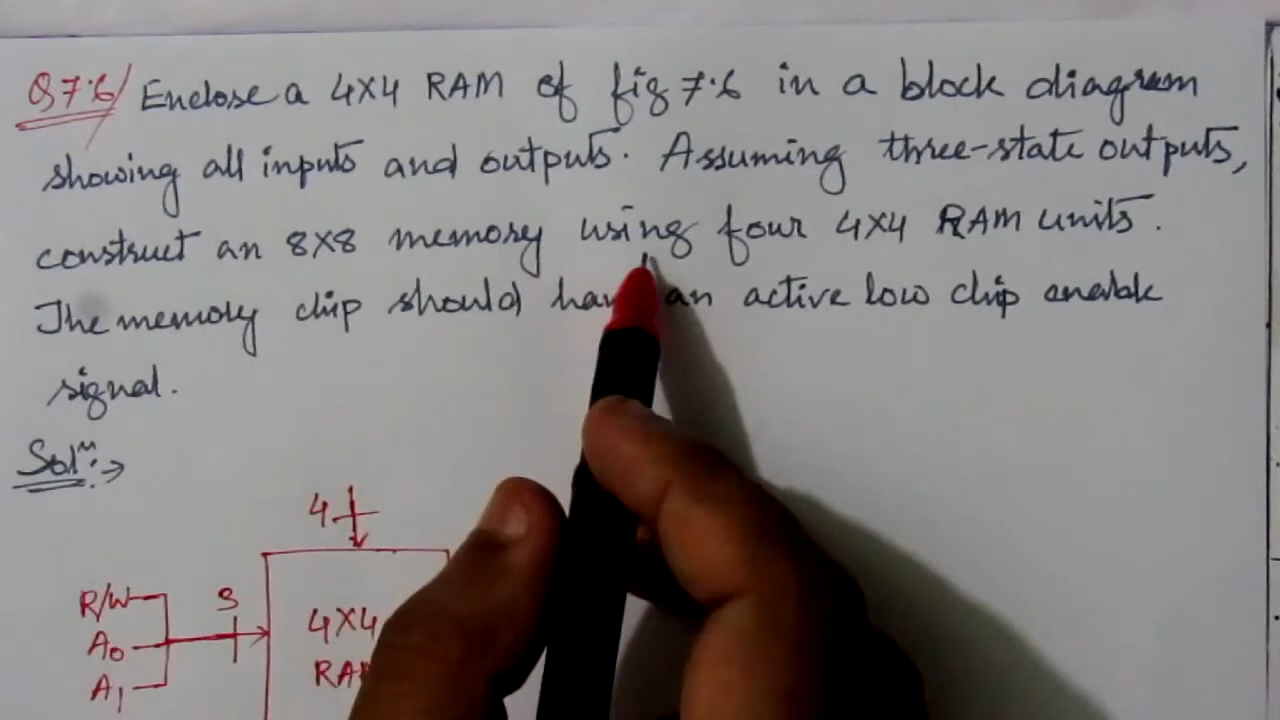 Q7.6/ Enclose a 4X4 RAM of fig 7.6 in a block diagram
showing all inputs and outputs. Assuming three-state outputs,
construct an 8X8 memory using four 4X4 RAM units.
The memory chip should an active low chip enable
signal.
Solⁿ:→
4
R/W
A0
A1
3
4X4